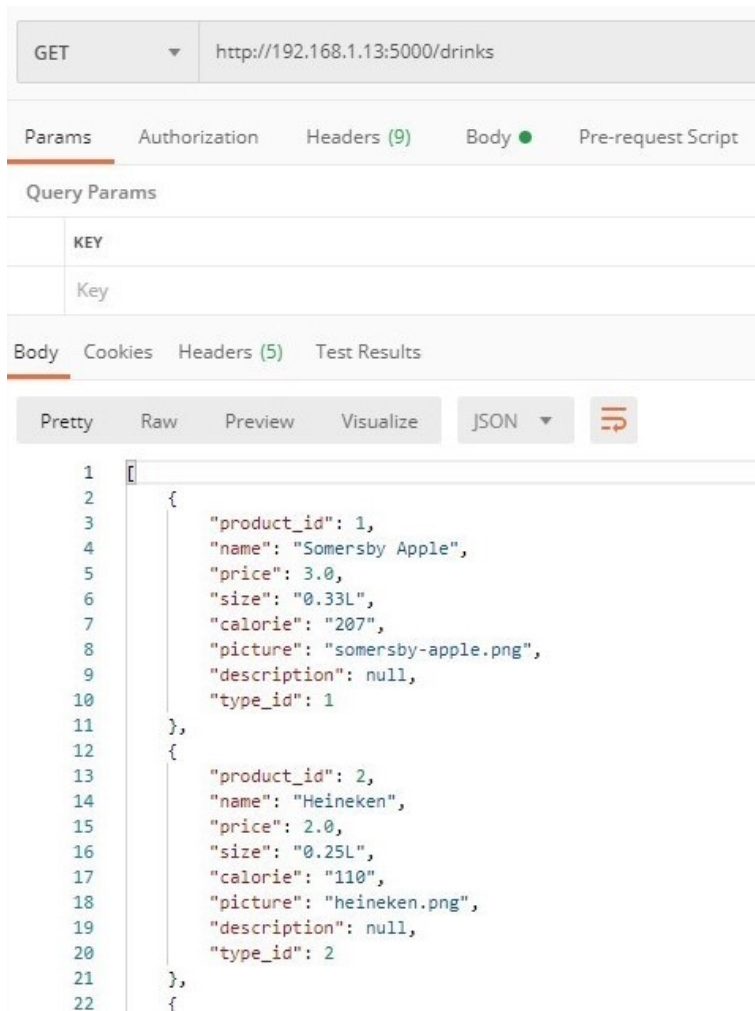 GET http://192.168.1.13:5000/drinks
Params Authorization Headers (9) Body Pre-request Script
Query Params
KEY
Key
Body Cookies Headers (5) Test Results
Pretty Raw Preview Visualize JSON
1 [
2 {
3 "product_id": 1,
4 "name": "Somersby Apple",
5 "price": 3.0,
6 "size": "0.33L",
7 "calorie": "207",
8 "picture": "somersby-apple.png",
9 "description": null,
10 "type_id": 1
11 },
12 {
13 "product_id": 2,
14 "name": "Heineken",
15 "price": 2.0,
16 "size": "0.25L",
17 "calorie": "110",
18 "picture": "heineken.png",
19 "description": null,
20 "type_id": 2
21 },
22 {